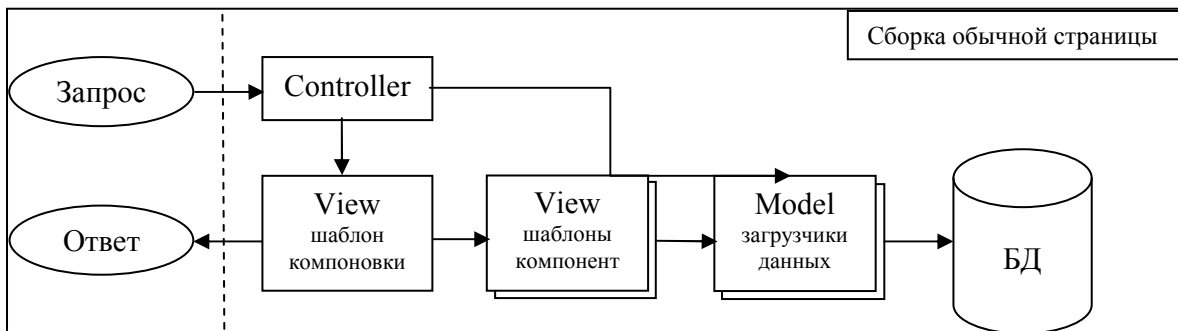 Сборка обычной страницы
Запрос
Controller
View
шаблон
компоновки
View
шаблоны
компонент
Model
загрузчики
данных
Ответ
БД